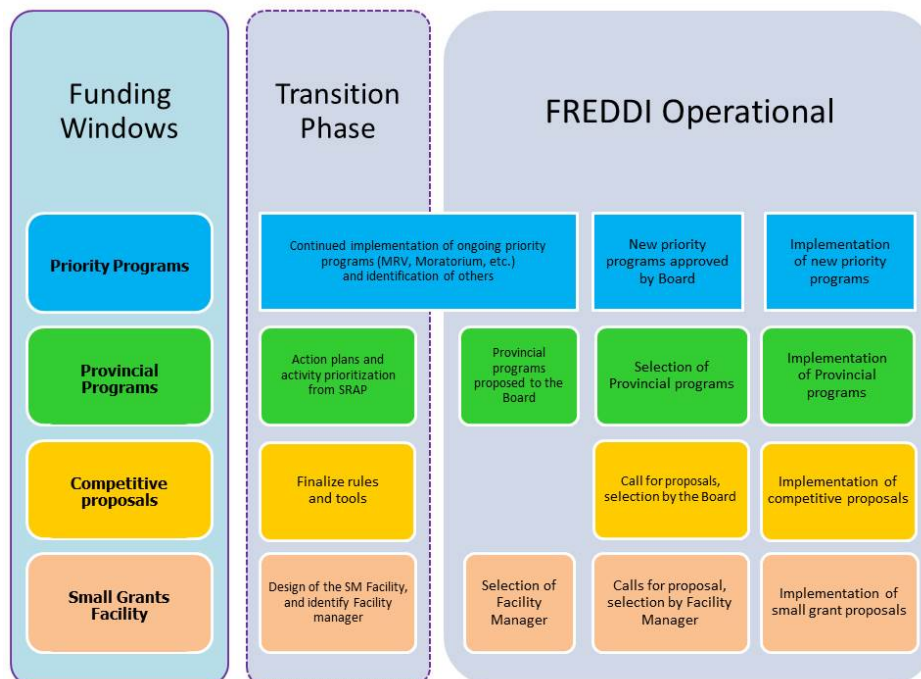 Funding
Windows
Transition
Phase
FREDDI Operational
Priority Programs
Continued implementation of ongoing priority
programs (MRV, Moratorium, etc.)
and identification of others
New priority
programs approved
by Board
Implementation
of new priority
programs
Provincial
Programs
Action plans and
activity prioritization
from SRAP
Provincial
programs
proposed to the
Board
Selection of
Provincial programs
Implementation
of Provincial
programs
Competitive
proposals
Finalize rules
and tools
Call for proposals,
selection by the Board
Implementation of
competitive proposals
Small Grants
Facility
Design of the SM Facility,
and identify Facility
manager
Selection of
Facility
Manager
Calls for proposal,
selection by Facility
Manager
Implementation of
small grant proposals